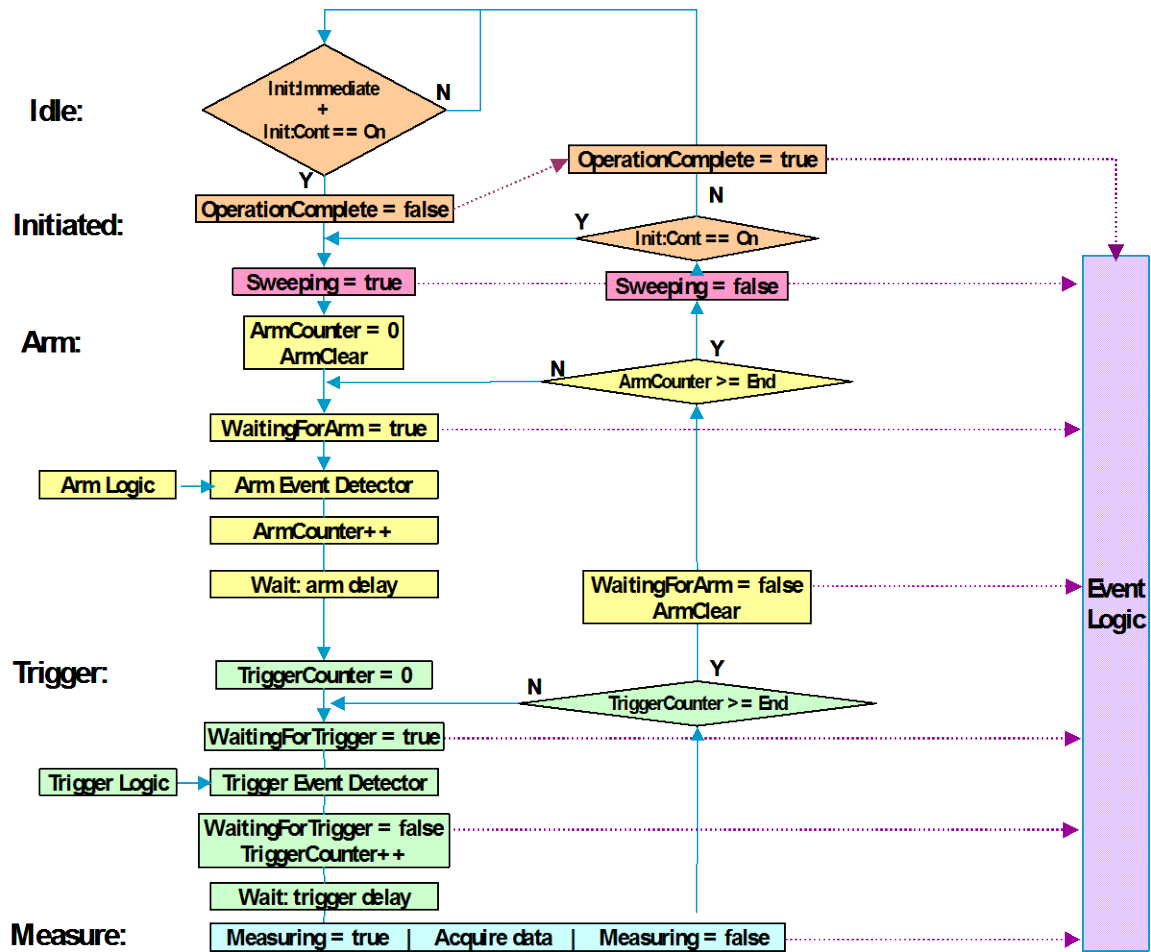 Init:Immediate
+
Init:Cont == On
N
Idle:
Y
OperationComplete = true
OperationComplete = false
N
Initiated:
Y
Init:Cont == On
Sweeping = true
Sweeping = false
ArmCounter = 0
ArmClear
Arm:
Y
N
ArmCounter >= End
WaitingForArm = true
Arm Logic
Arm Event Detector
ArmCounter++
Wait: arm delay
WaitingForArm = false
ArmClear
Event
Logic
Trigger:
TriggerCounter = 0
Y
N
TriggerCounter >= End
WaitingForTrigger = true
Trigger Logic
Trigger Event Detector
WaitingForTrigger = false
TriggerCounter++
Wait: trigger delay
Measure:
Measuring = true | Acquire data | Measuring = false